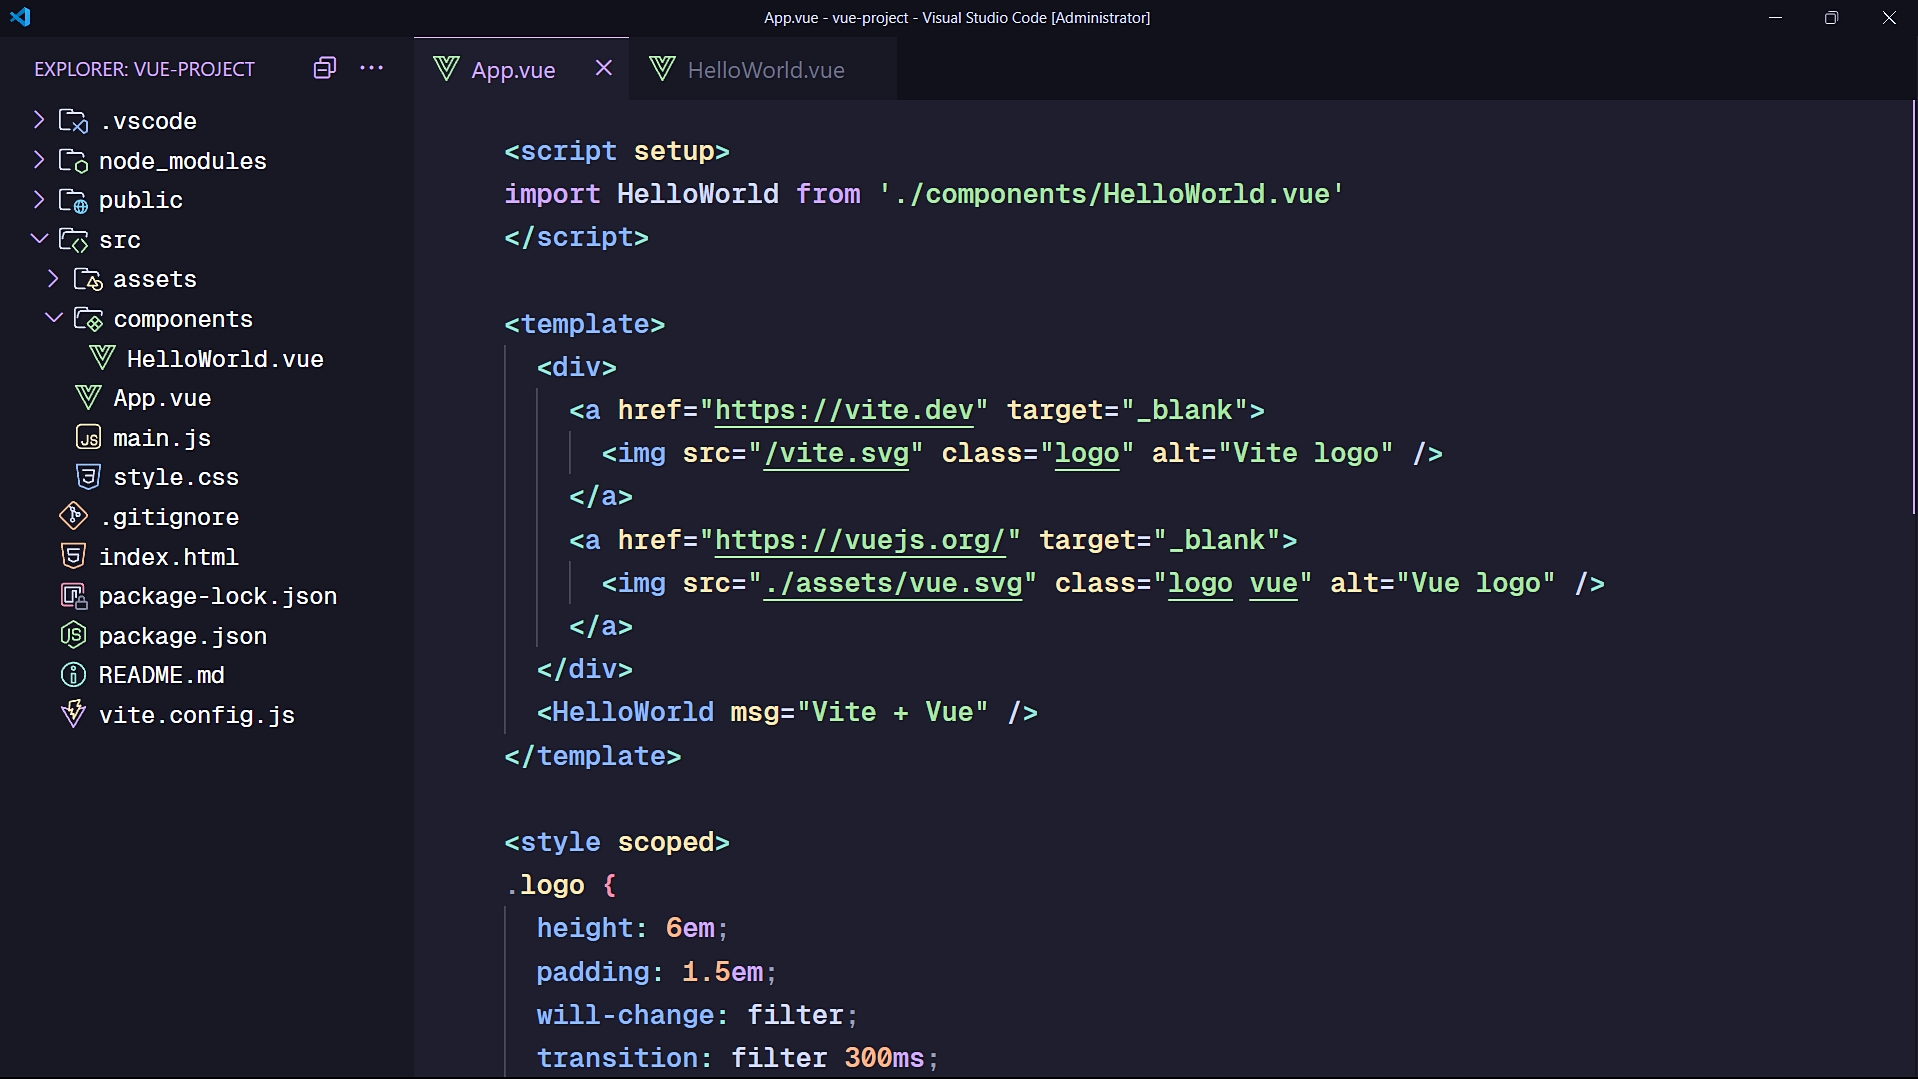 App.vue - vue-project - Visual Studio Code [Administrator]
EXPLORER: VUE-PROJECT
.vscode
node_modules
public
src
assets
components
HelloWorld.vue
App.vue
main.js
style.css
.gitignore
index.html
package-lock.json
package.json
README.md
vite.config.js
App.vue
HelloWorld.vue
<script setup>
import HelloWorld from './components/HelloWorld.vue'
</script>
<template>
<div>
<a href="https://vite.dev" target="_blank">
<img src="/vite.svg" class="logo" alt="Vite logo" />
</a>
<a href="https://vuejs.org/" target="_blank">
<img src="./assets/vue.svg" class="logo vue" alt="Vue logo" />
</a>
</div>
<HelloWorld msg="Vite + Vue" />
</template>
<style scoped>
.logo {
height: 6em;
padding: 1.5em;
will-change: filter;
transition: filter 300ms;